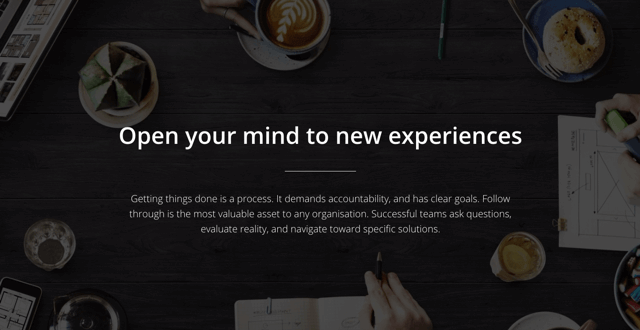 Open your mind to new experiences
Getting things done is a process. It demands accountability, and has clear goals. Follow
through is the most valuable asset to any organisation. Successful teams ask questions,
evaluate reality, and navigate toward specific solutions.